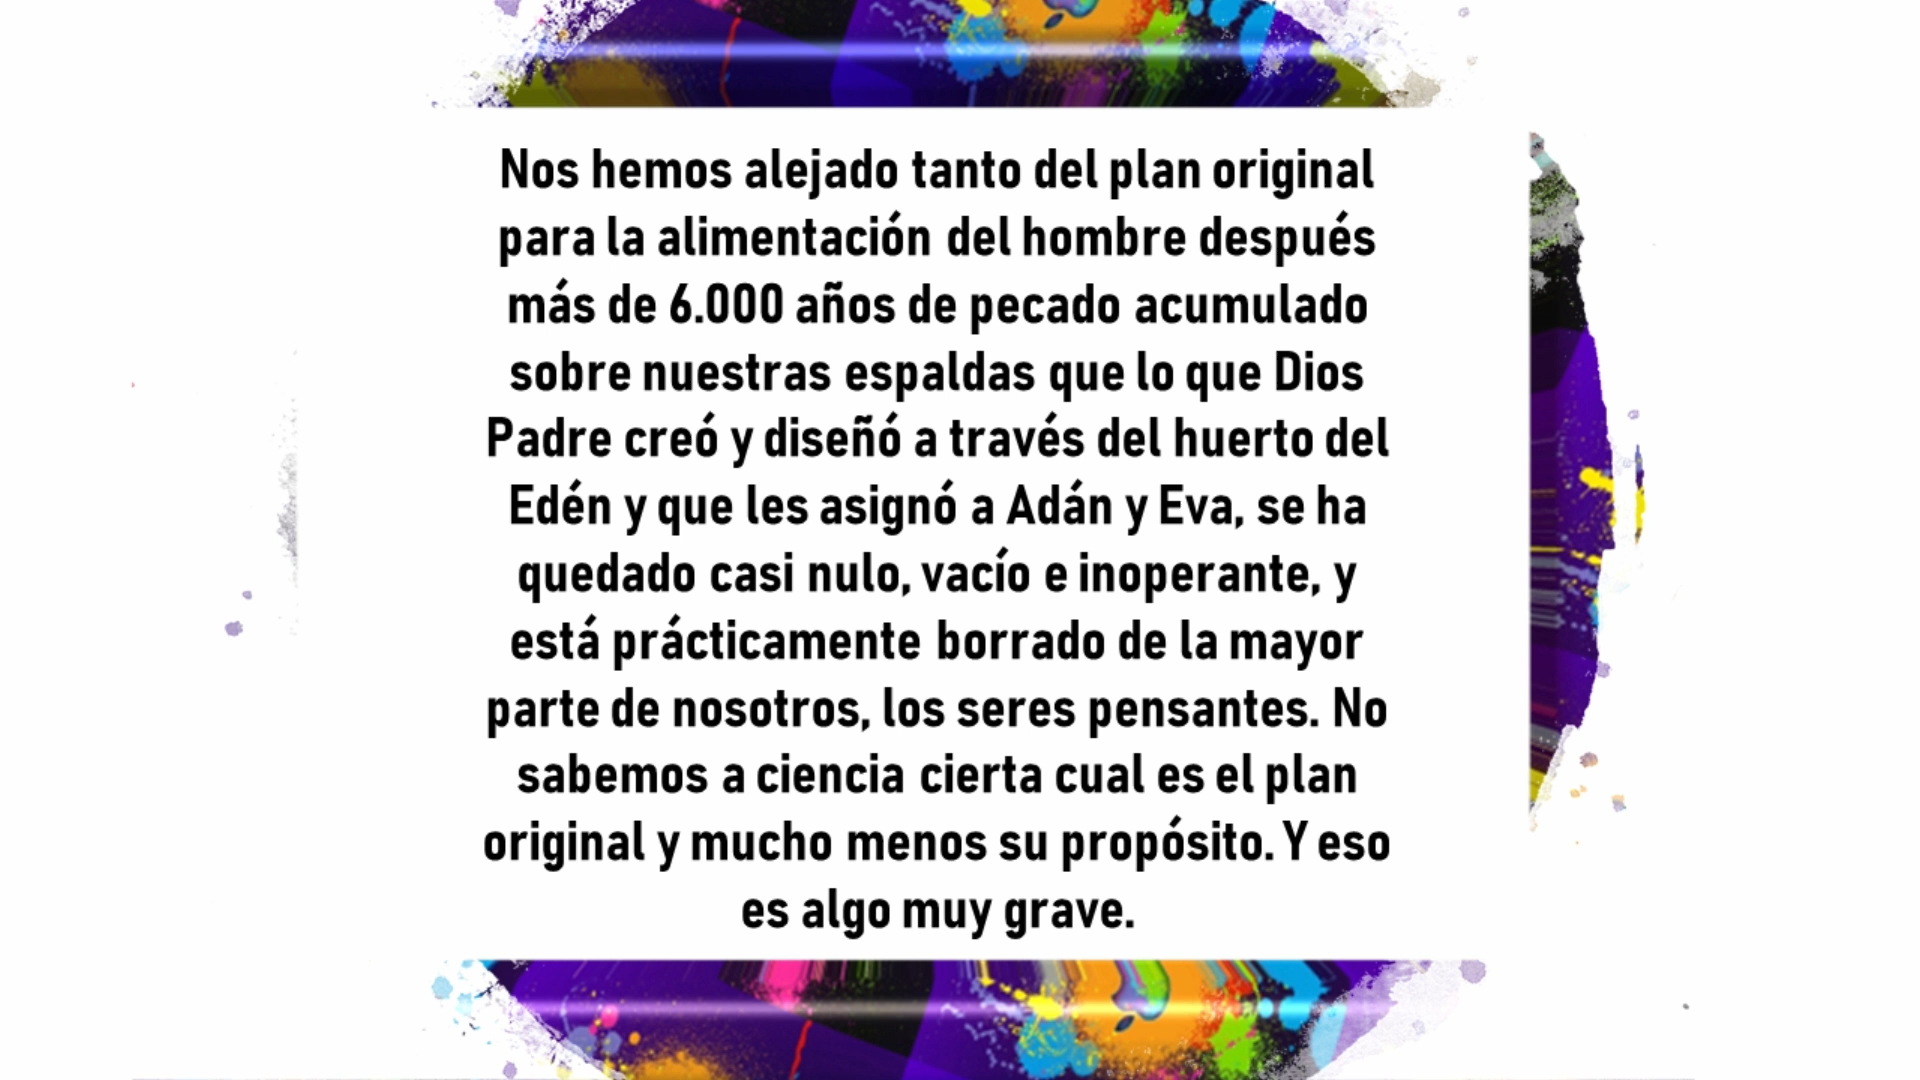 Nos hemos alejado tanto del plan original
para la alimentación del hombre después
más de 6.000 años de pecado acumulado
sobre nuestras espaldas que lo que Dios
Padre creó y diseñó a través del huerto del
Edén y que les asignó a Adán y Eva, se ha
quedado casi nulo, vacío e inoperante, y
está prácticamente borrado de la mayor
parte de nosotros, los seres pensantes. No
sabemos a ciencia cierta cual es el plan
original y mucho menos su propósito. Y eso
es algo muy grave.